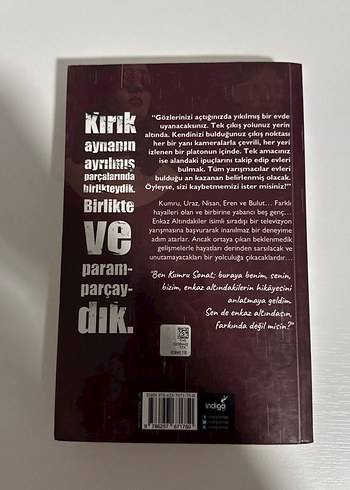 Kırık
aynanın
ayrılmış
parçalarında
birlikteydik.
Birlikte
ve
param-
parçay-
dık.
"Gözlerinizi açtığınızda yıkılmış bir evde
uyanacaksınız. Tek çıkış yolunuz yerin
altında. Kendinizi bulduğunuz çıkış noktası
her bir yanı kameralarla çevrili, her yeri
izlenen bir platonun içinde. Tek amacınız
ise alandaki ipuçlarını takip edip evleri
bulmak. Tüm yarışmacılar evleri
bulduğu an kazanan belirlenmiş olacak.
Öyleyse, sizi kaybetmemizi ister misiniz?"
Kumru, Uraz, Nisan, Eren ve Bulut... Farklı
hayalleri olan ve birbirine yabancı beş genç...
Enkaz Altındakiler isimli sıradışı bir televizyon
yarışmasına başvurarak inanılmaz bir deneyime
adım atarlar. Ancak ortaya çıkan beklenmedik
gelişmelerle hayatları derinden sarsılacak ve
unutamayacakları bir yolculuğa çıkacaklardır...
"Ben Kumru Sonat; buraya benim, senin,
bizim, enkaz altındakilerin hikâyesini
anlatmaya geldim.
Sen de enkaz altındasın,
farkında değil misin?"
indigo